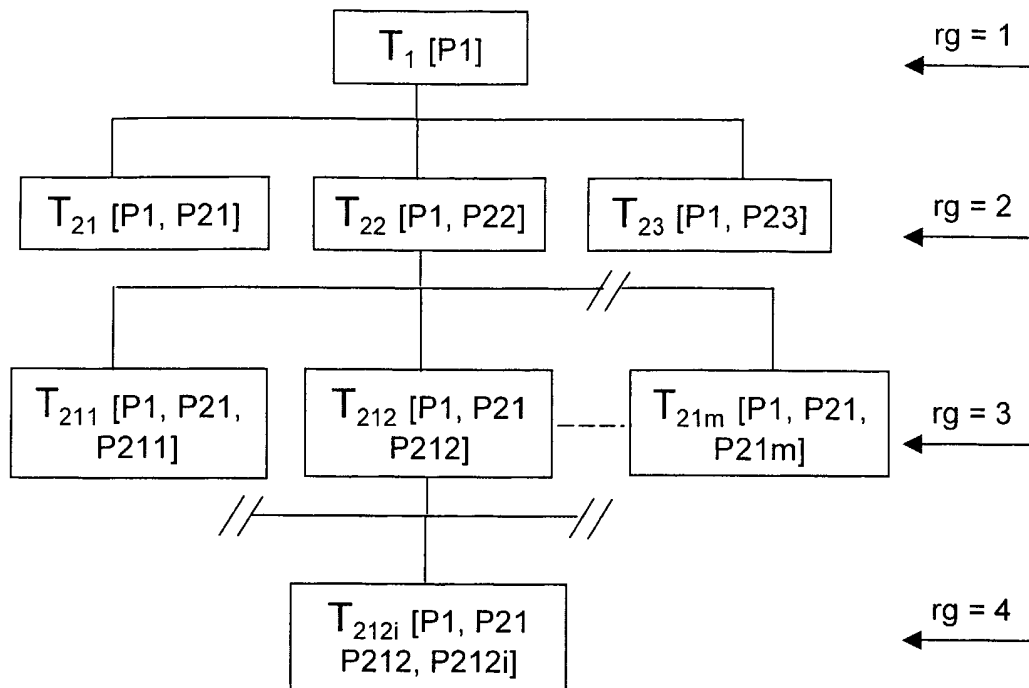 T₁ [P1]
rg = 1
T₂₁ [P1, P21]
T₂₂ [P1, P22]
T₂₃ [P1, P23]
rg = 2
T₂₁₁ [P1, P21,
P211]
T₂₁₂ [P1, P21
P212]
T₂₁ₘ [P1, P21,
P21m]
rg = 3
T₂₁₂ᵢ [P1, P21
P212, P212i]
rg = 4